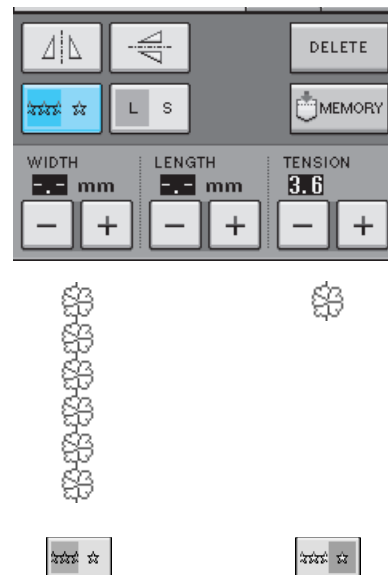 DELETE
L S
MEMORY
WIDTH LENGTH TENSION
-.- mm -.- mm 3.6
− + − + − +